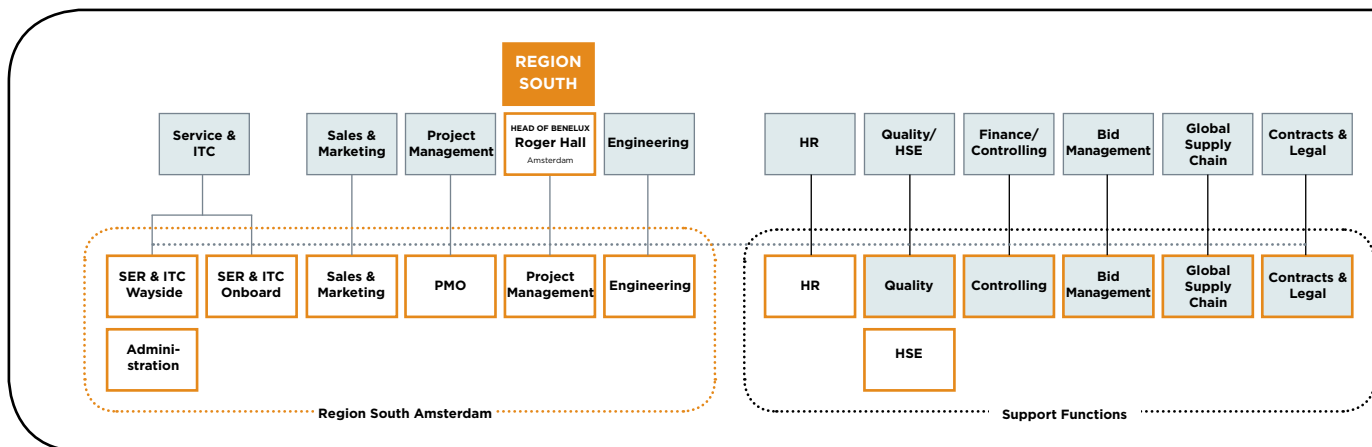 REGION
SOUTH
Service &
ITC
Sales &
Marketing
Project
Management
HEAD OF BENELUX
Roger Hall
Amsterdam
Engineering
HR
Quality/
HSE
Finance/
Controlling
Bid
Management
Global
Supply
Chain
Contracts &
Legal
SER & ITC
Wayside
SER & ITC
Onboard
Sales &
Marketing
PMO
Project
Management
Engineering
HR
Quality
Controlling
Bid
Management
Global
Supply
Chain
Contracts &
Legal
Admini-
stration
HSE
Region South Amsterdam
Support Functions